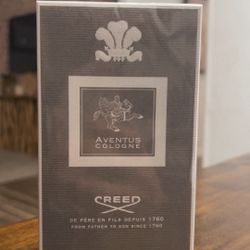 AVENTUS
COLOGNE
CREED
DE PÈRE EN FILS DEPUIS 1760
FROM FATHER TO SON SINCE 1760